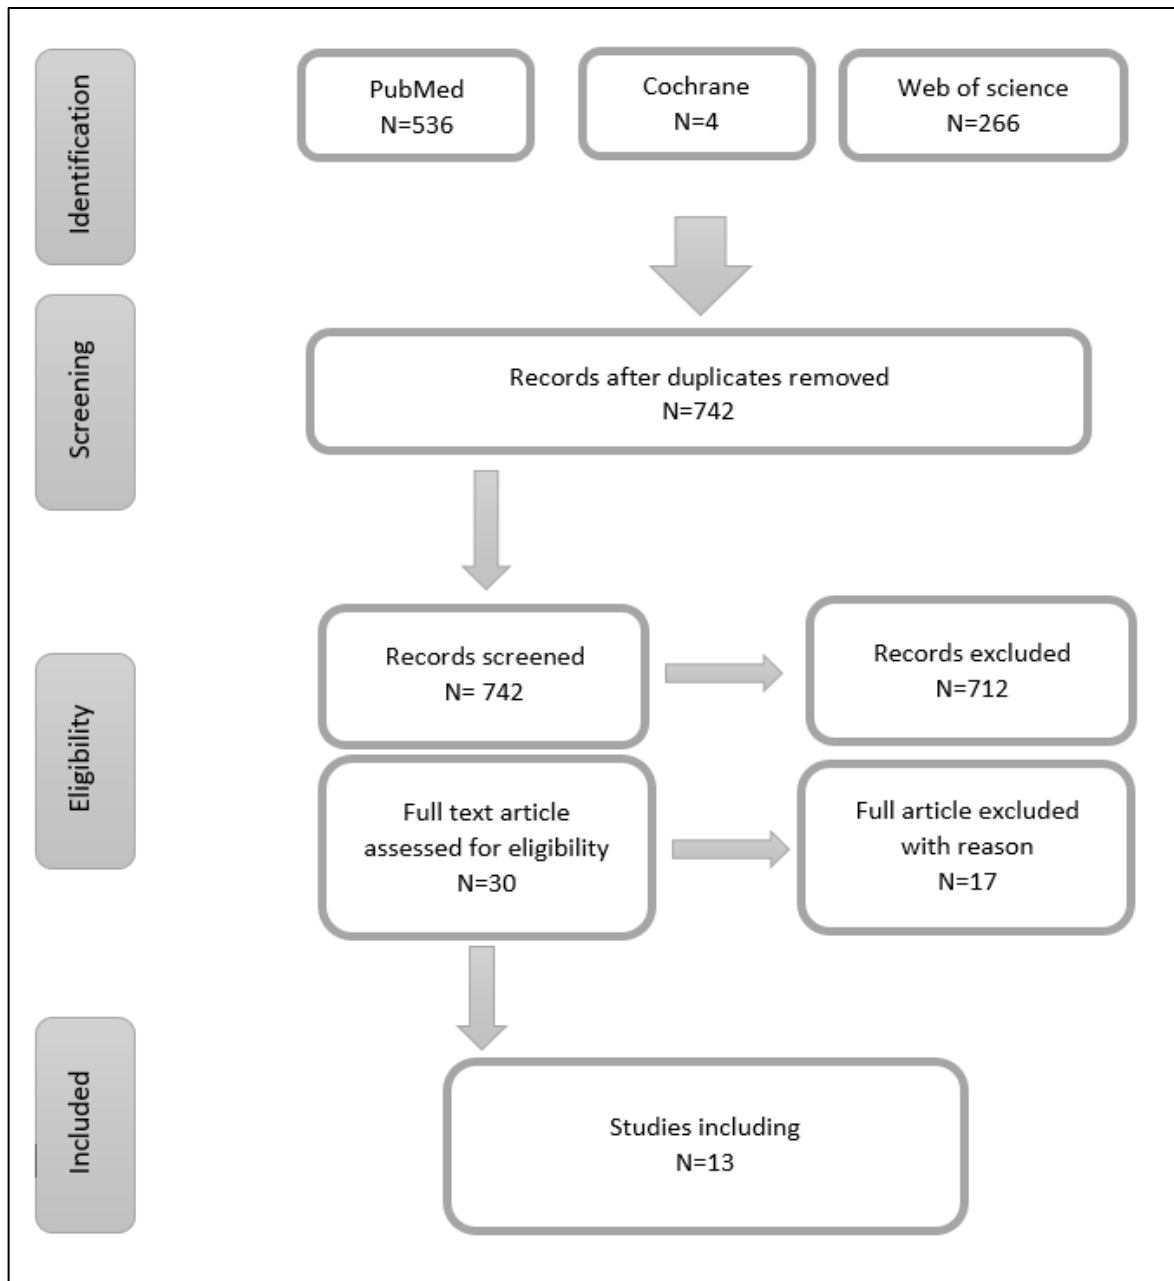 Identification
PubMed
N=536
Cochrane
N=4
Web of science
N=266
Screening
Records after duplicates removed
N=742
Eligibility
Records screened
N= 742
Records excluded
N=712
Full text article
assessed for eligibility
N=30
Full article excluded
with reason
N=17
Included
Studies including
N=13